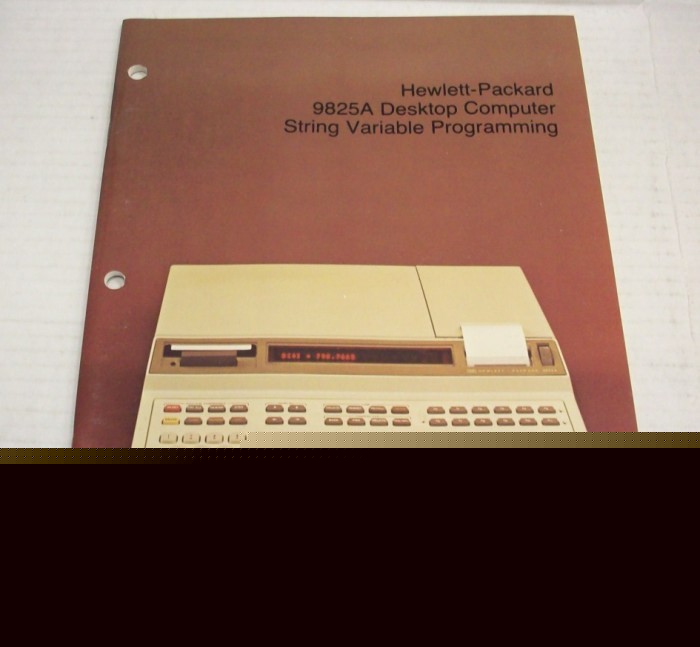 Hewlett-Packard
9825A Desktop Computer
String Variable Programming